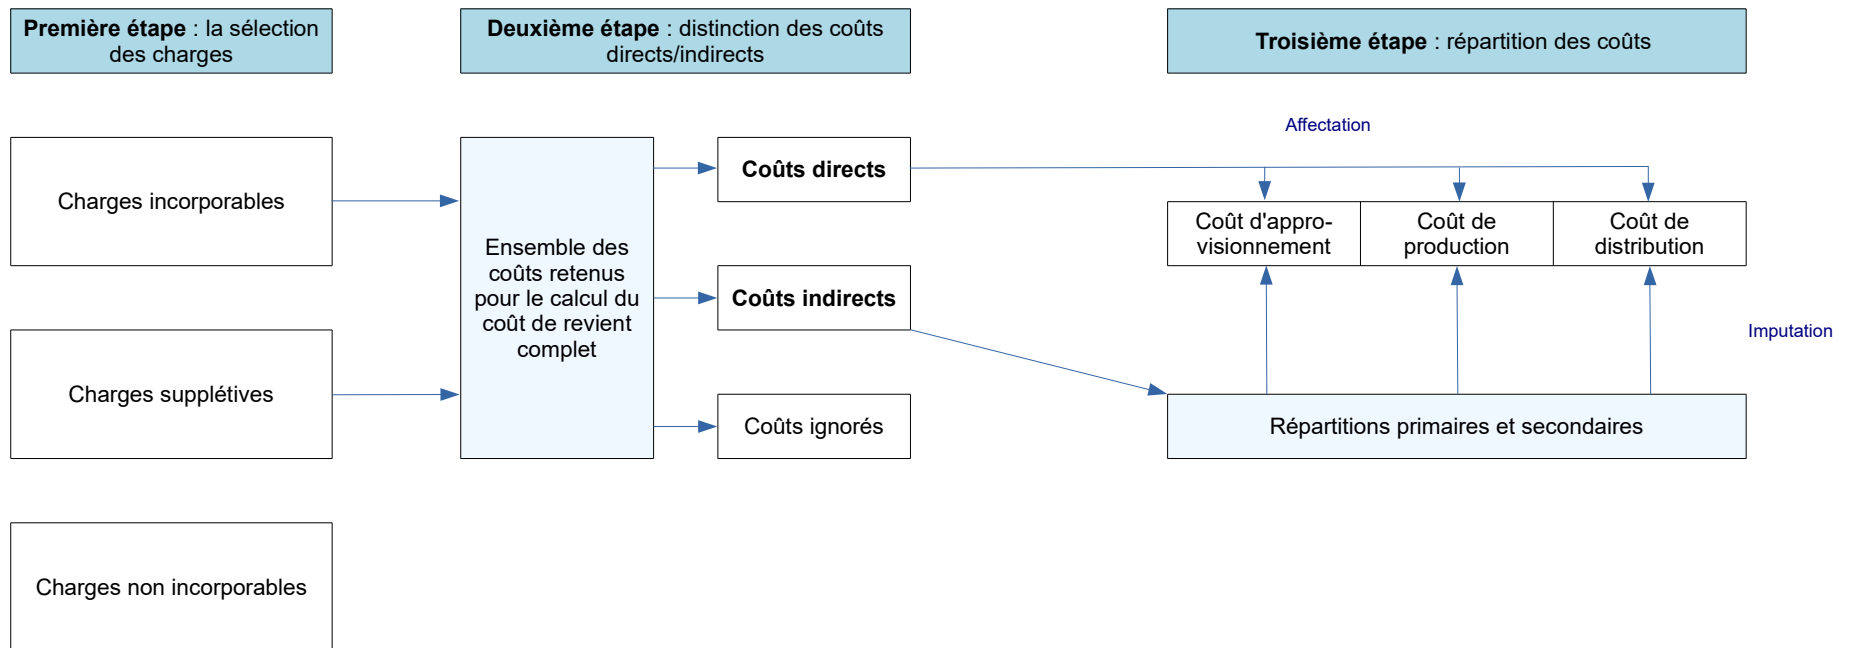 Première étape : la sélection
des charges
Deuxième étape : distinction des coûts
directs/indirects
Troisième étape : répartition des coûts
Affectation
Charges incorporables
Coûts directs
Coût d'appro-
visionnement
Coût de
production
Coût de
distribution
Ensemble des
coûts retenus
pour le calcul du
coût de revient
complet
Coûts indirects
Imputation
Charges supplétives
Coûts ignorés
Répartitions primaires et secondaires
Charges non incorporables